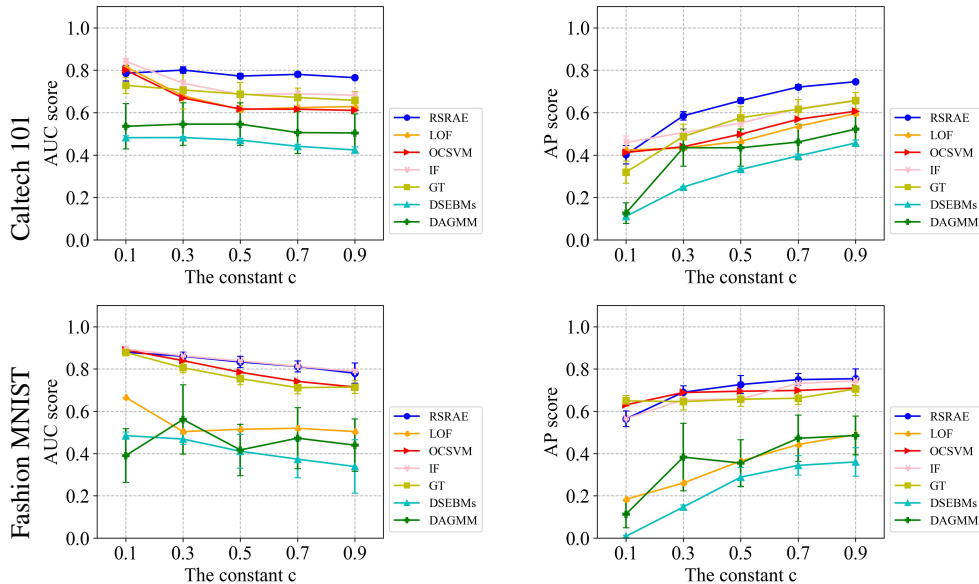 Caltech 101
AUC score
1.0
0.8
0.6
0.4
0.2
0.0
0.1 0.3 0.5 0.7 0.9
The constant c
RSRAE
LOF
OCSVM
IF
GT
DSEBMs
DAGMM
AP score
1.0
0.8
0.6
0.4
0.2
0.0
0.1 0.3 0.5 0.7 0.9
The constant c
RSRAE
LOF
OCSVM
IF
GT
DSEBMs
DAGMM
Fashion MNIST
AUC score
1.0
0.8
0.6
0.4
0.2
0.0
0.1 0.3 0.5 0.7 0.9
The constant c
RSRAE
LOF
OCSVM
IF
GT
DSEBMs
DAGMM
AP score
1.0
0.8
0.6
0.4
0.2
0.0
0.1 0.3 0.5 0.7 0.9
The constant c
RSRAE
LOF
OCSVM
IF
GT
DSEBMs
DAGMM